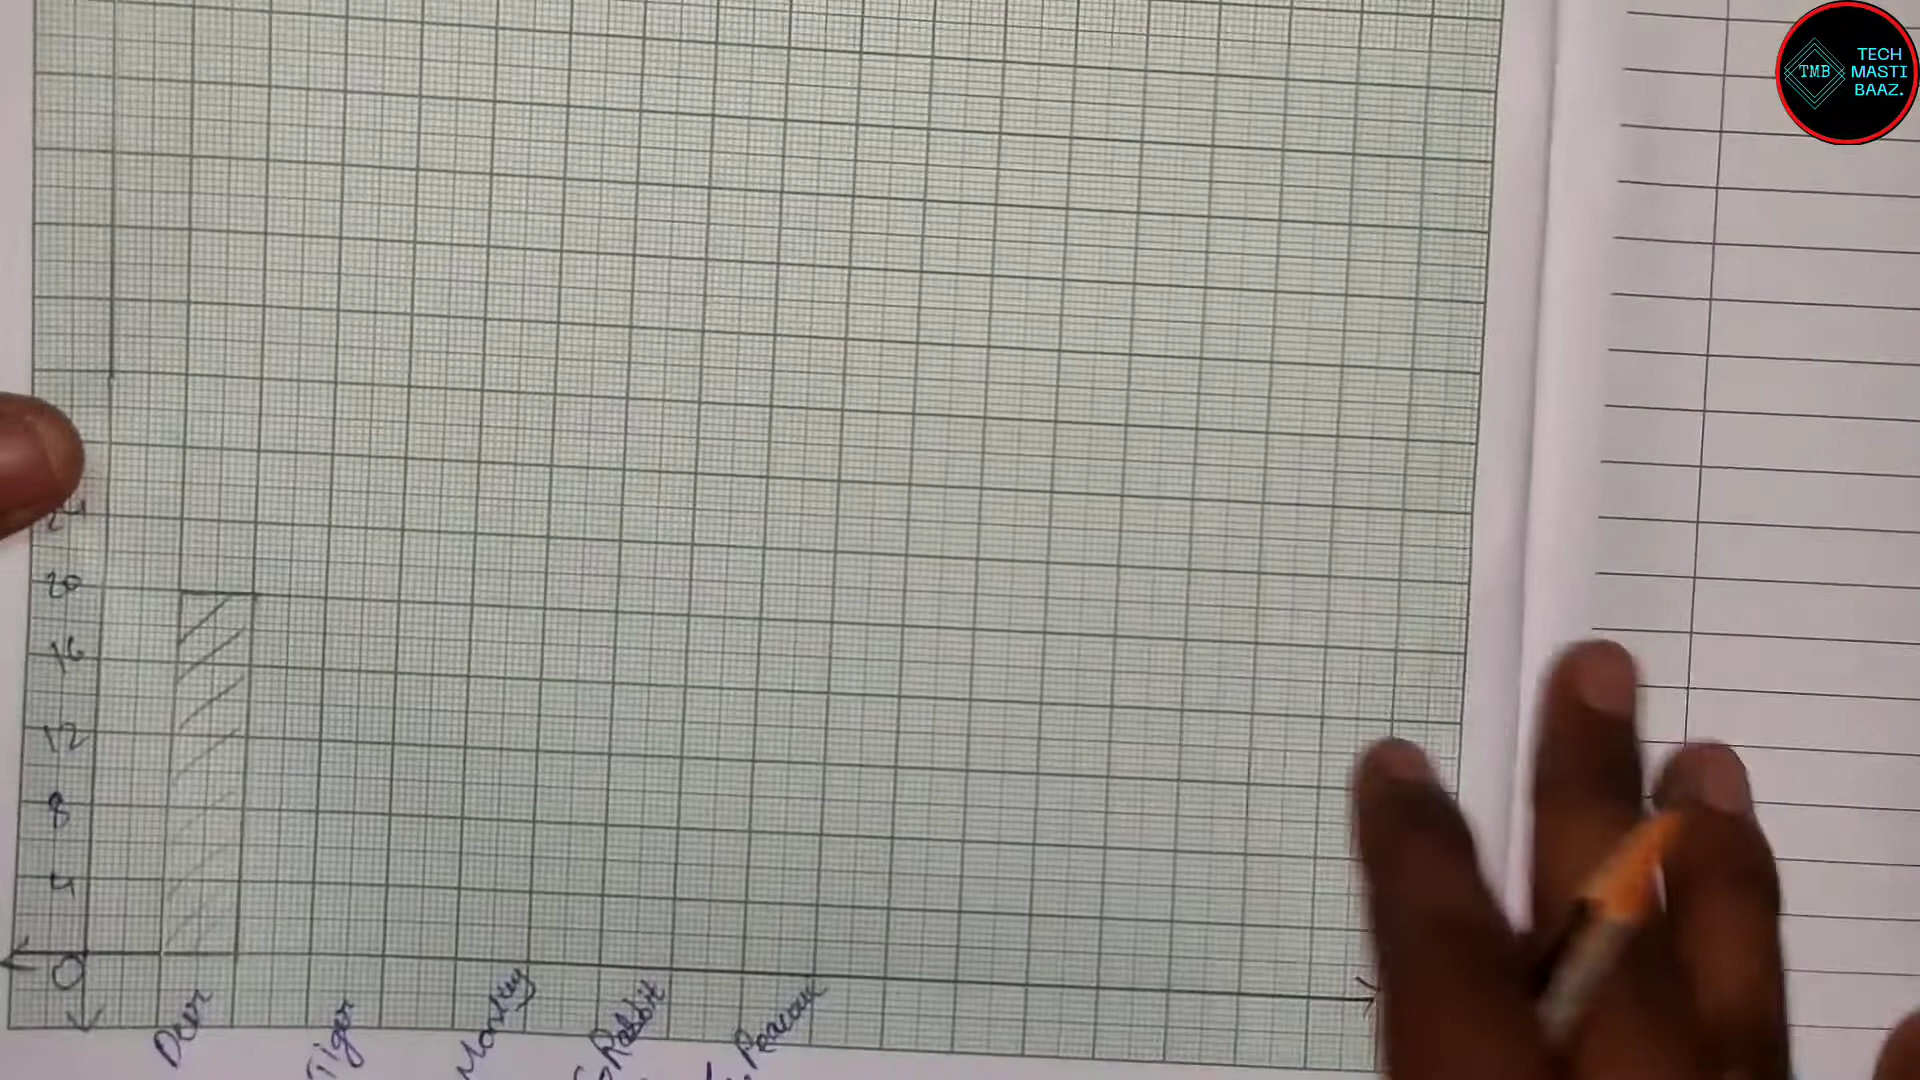 TMB
TECH
MASTI
BAAZ.
24
20
16
12
8
4
0
Deer
Tiger
Monkey
Rabbit
Peacock